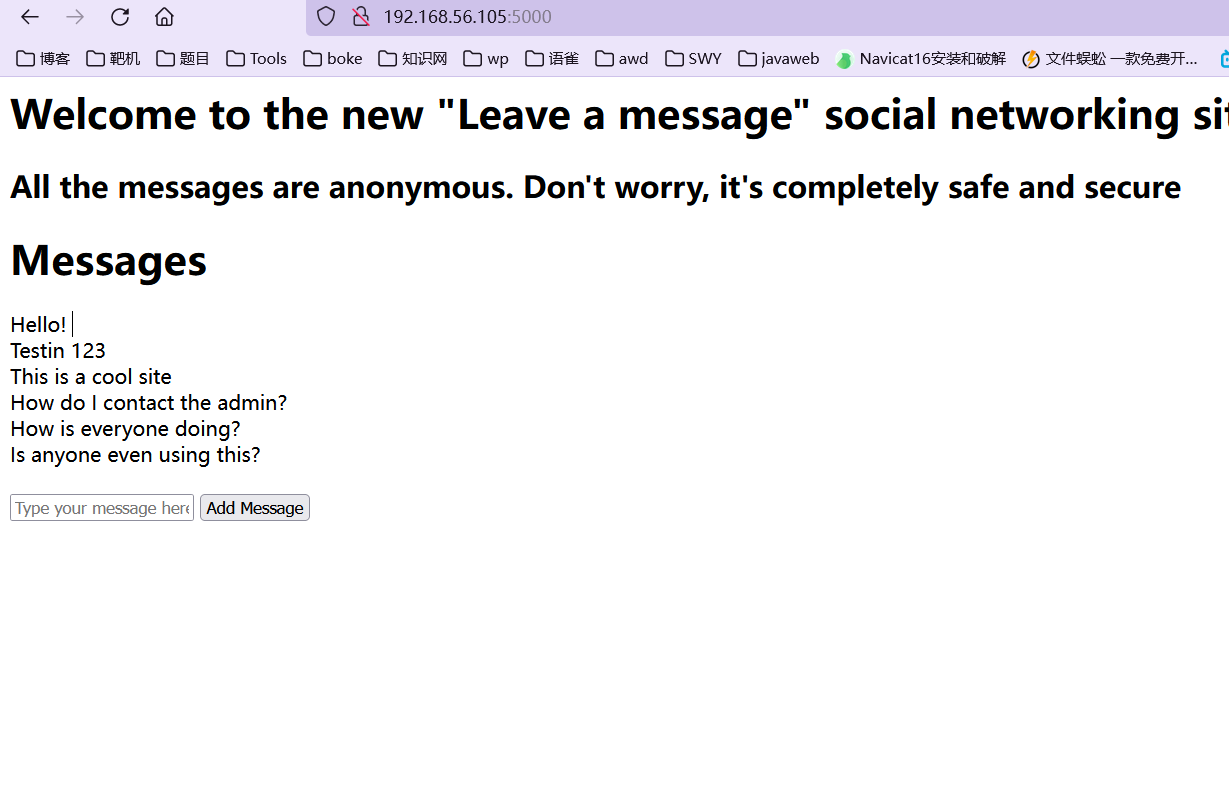 192.168.56.105:5000
博客 靶机 题目 Tools boke 知识网 wp 语雀 awd SWY javaweb Navicat16安装和破解 文件蜈蚣 一款免费开...
Welcome to the new "Leave a message" social networking sit
All the messages are anonymous. Don't worry, it's completely safe and secure
Messages
Hello!
Testin 123
This is a cool site
How do I contact the admin?
How is everyone doing?
Is anyone even using this?
Type your message here Add Message